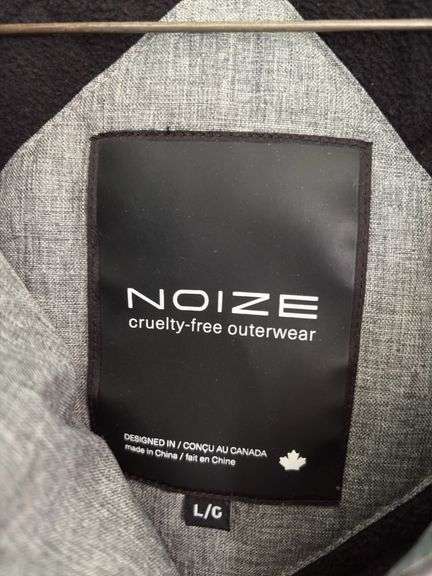 NOIZE
cruelty-free outerwear
DESIGNED IN / CONÇU AU CANADA
made in China / fait en Chine
L/G